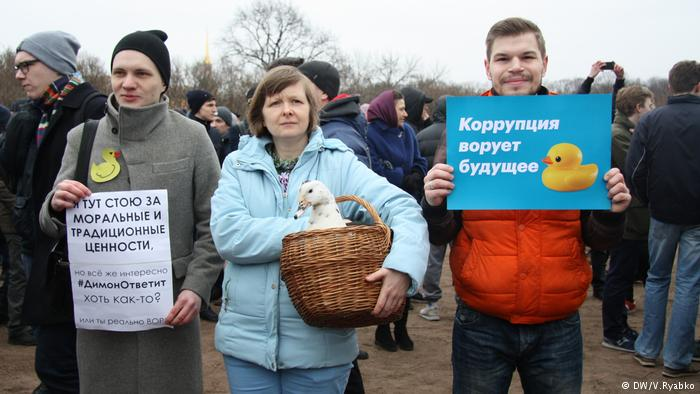 Я ТУТ СТОЮ ЗА
МОРАЛЬНЫЕ И
ТРАДИЦИОННЫЕ
ЦЕННОСТИ,
но всё же интересно
#ДимонОтветит
хоть как-то?
или ты реально ВОР
Коррупция
ворует
будущее
© DW/V.Ryabko